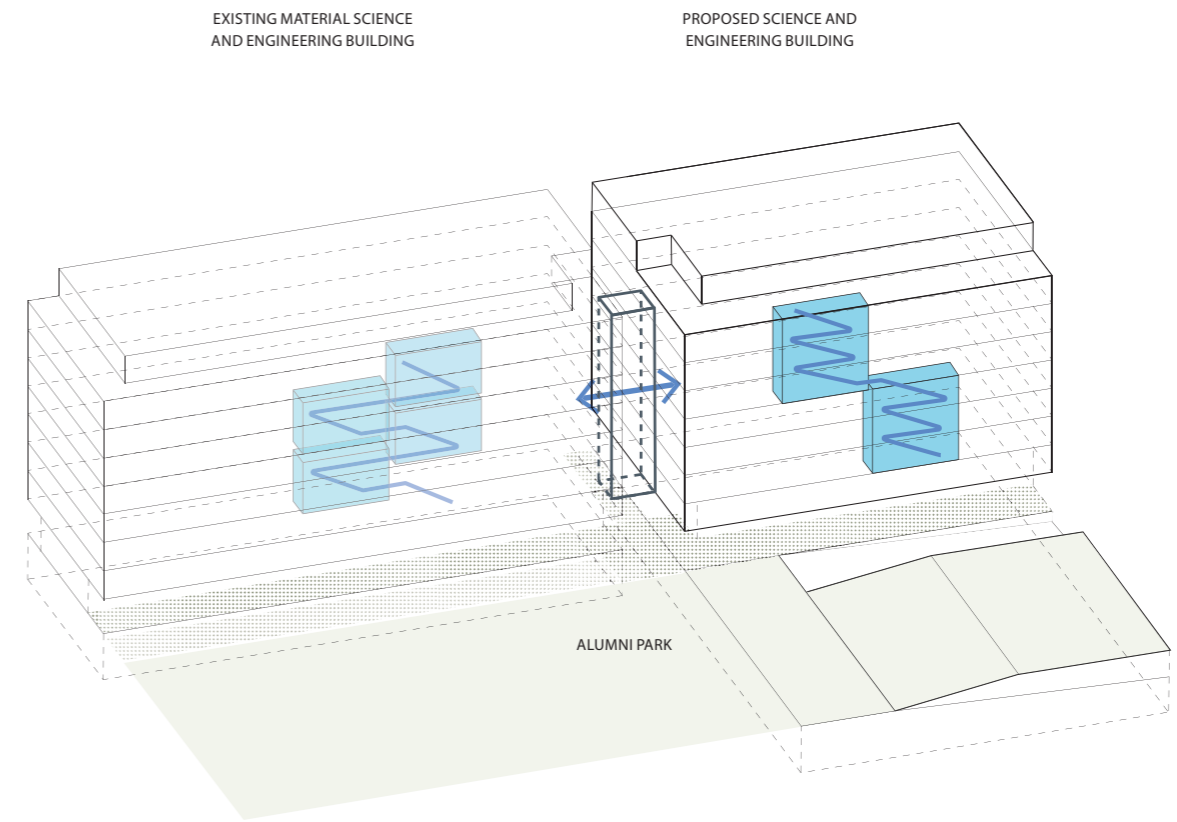 EXISTING MATERIAL SCIENCE
AND ENGINEERING BUILDING
PROPOSED SCIENCE AND
ENGINEERING BUILDING
ALUMNI PARK